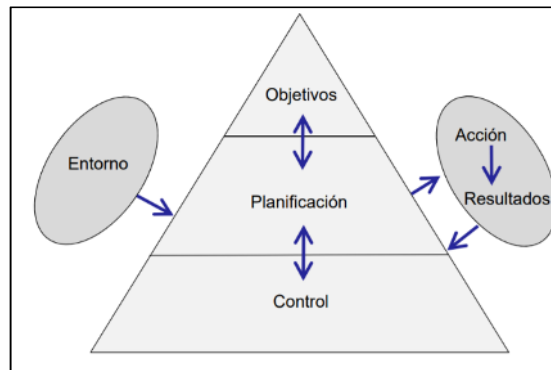 Objetivos
Entorno
Acción
Planificación
Resultados
Control